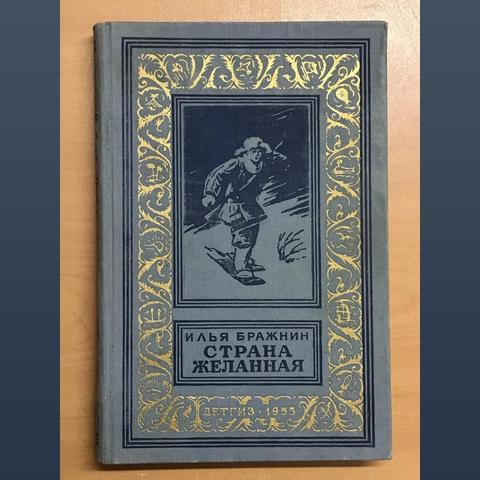 ИЛЬЯ БРАЖНИН
СТРАНА
ЖЕЛАННАЯ
ДЕТГИЗ · 1955